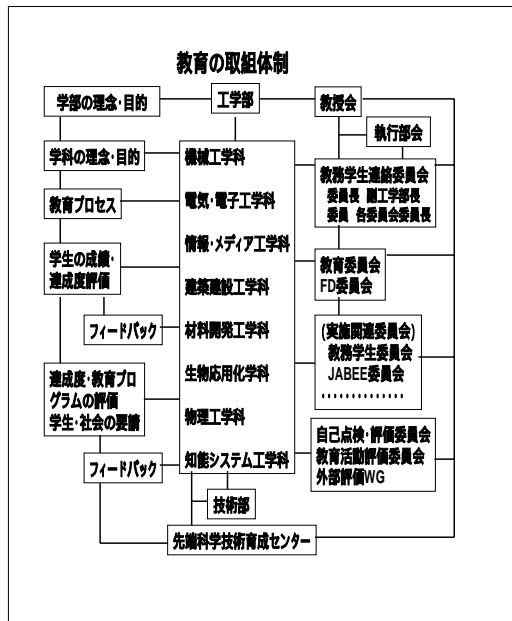 教育の取組体制
学部の理念･目的
工学部
教授会
執行部会
学科の理念･目的
教育プロセス
学生の成績･
達成度評価
フィードバック
達成度･教育プロ
グラムの評価
学生･社会の要請
フィードバック
機械工学科
電気･電子工学科
情報･メディア工学科
建築建設工学科
材料開発工学科
生物応用化学科
物理工学科
知能システム工学科
技術部
先端科学技術育成センター
教務学生連絡委員会
委員長 副工学部長
委員 各委員会委員長
教育委員会
FD委員会
(実施関連委員会)
教務学生委員会
JABEE委員会
･･････････････
自己点検･評価委員会
教育活動評価委員会
外部評価WG